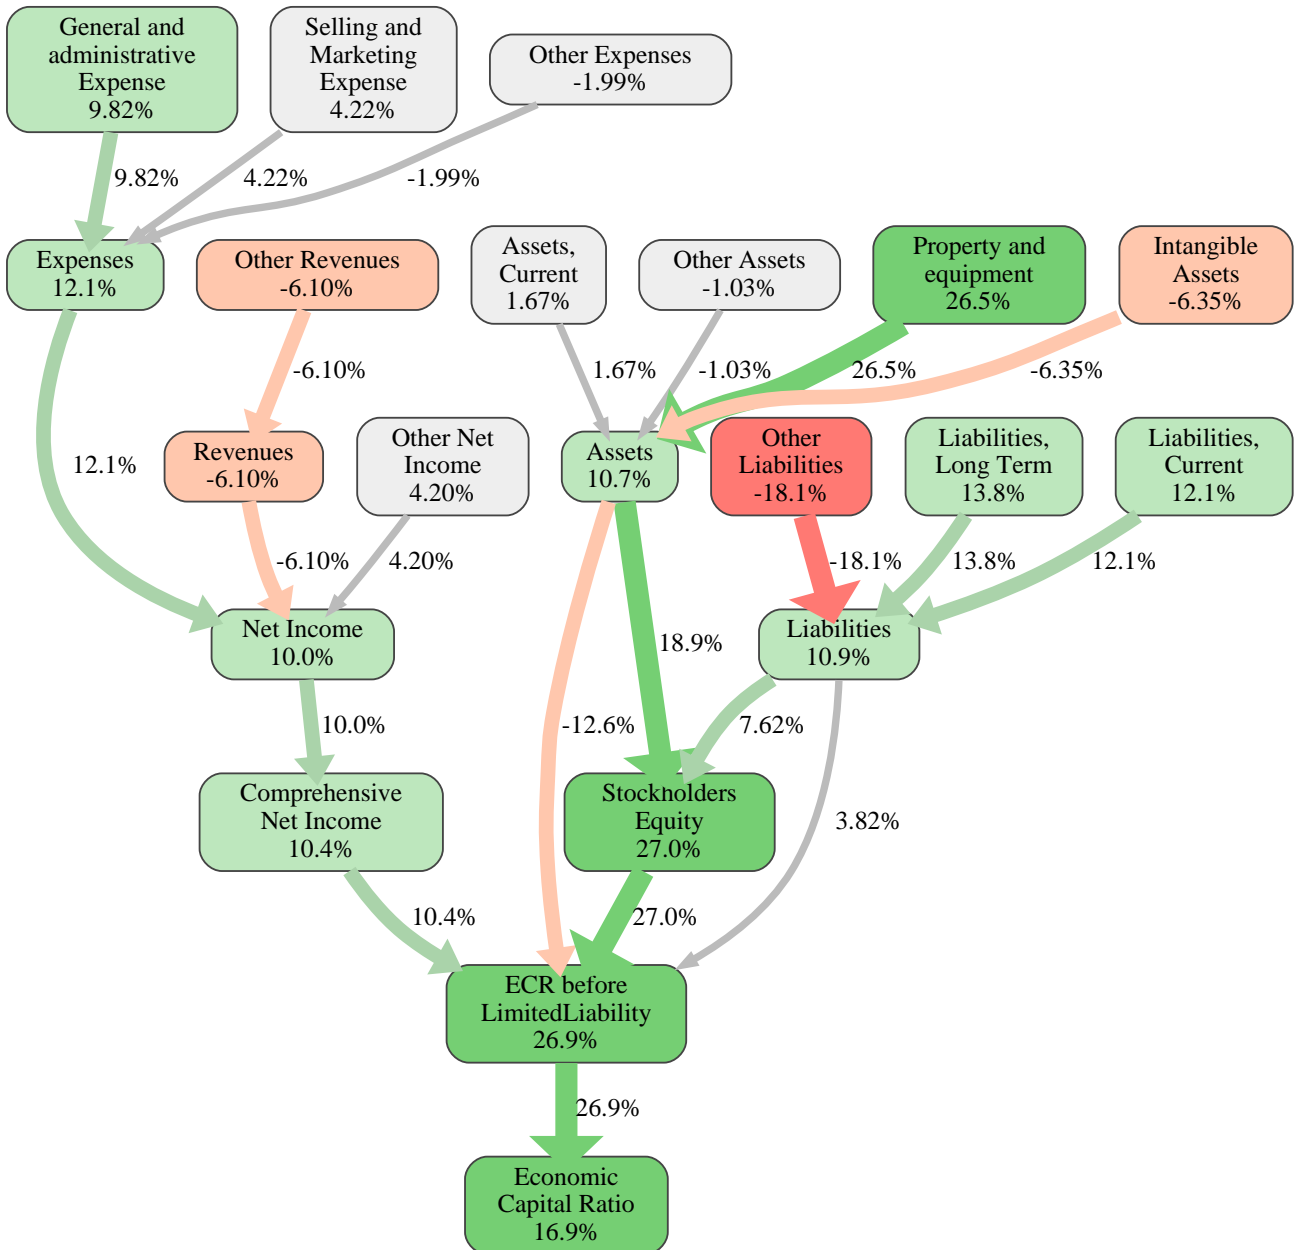 General and
administrative
Expense
9.82%
Selling and
Marketing
Expense
4.22%
Other Expenses
-1.99%
9.82%
4.22%
-1.99%
Expenses
12.1%
Other Revenues
-6.10%
Assets,
Current
1.67%
Other Assets
-1.03%
Property and
equipment
26.5%
Intangible
Assets
-6.35%
-6.10%
1.67%
-1.03%
26.5%
-6.35%
12.1%
Revenues
-6.10%
Other Net
Income
4.20%
Assets
10.7%
Other
Liabilities
-18.1%
Liabilities,
Long Term
13.8%
Liabilities,
Current
12.1%
-6.10%
4.20%
-18.1%
13.8%
12.1%
Net Income
10.0%
18.9%
Liabilities
10.9%
10.0%
-12.6%
7.62%
Comprehensive
Net Income
10.4%
Stockholders
Equity
27.0%
3.82%
10.4%
27.0%
ECR before
LimitedLiability
26.9%
26.9%
Economic
Capital Ratio
16.9%